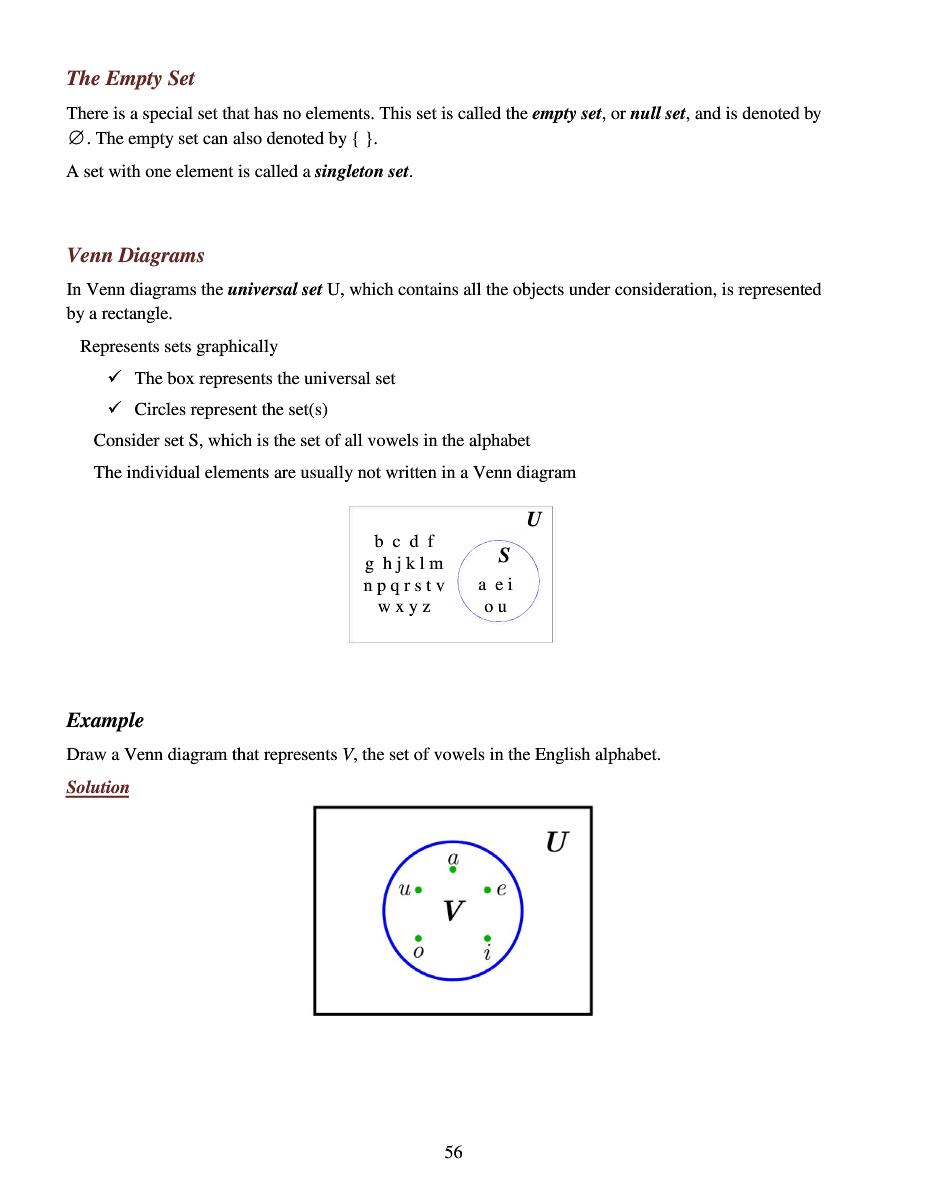 The Empty Set
There is a special set that has no elements. This set is called the empty set, or null set, and is denoted by
∅. The empty set can also denoted by { }.
A set with one element is called a singleton set.
Venn Diagrams
In Venn diagrams the universal set U, which contains all the objects under consideration, is represented
by a rectangle.
Represents sets graphically
✓ The box represents the universal set
✓ Circles represent the set(s)
Consider set S, which is the set of all vowels in the alphabet
The individual elements are usually not written in a Venn diagram
U
b c d f
g h j k l m
n p q r s t v
w x y z
S
a e i
o u
Example
Draw a Venn diagram that represents V, the set of vowels in the English alphabet.
Solution
U
a
u
e
V
o
i
56